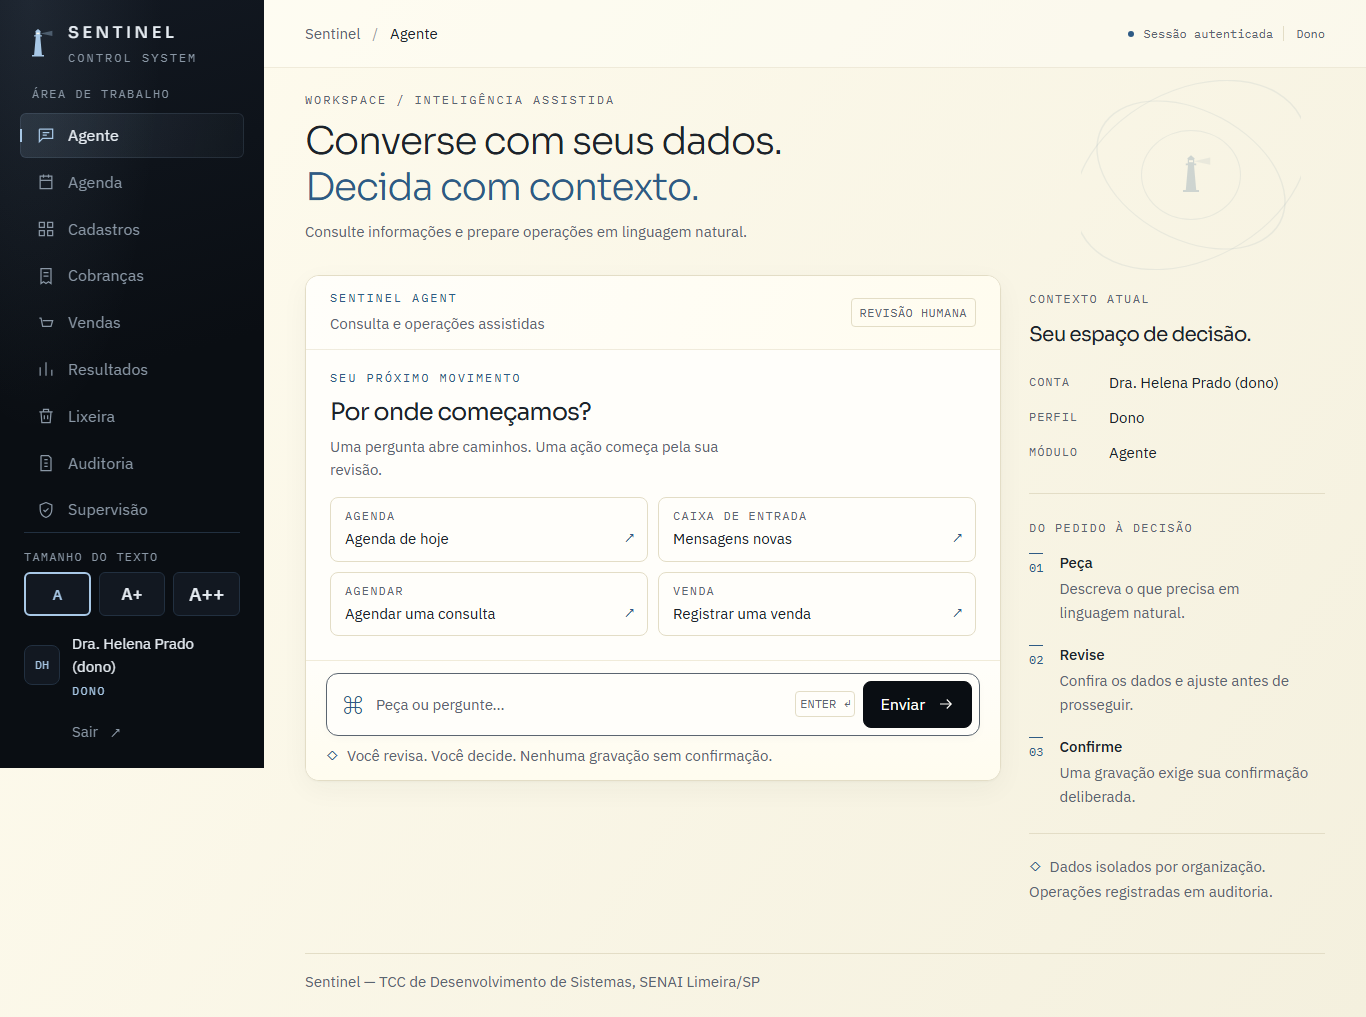 SENTINEL
CONTROL SYSTEM
ÁREA DE TRABALHO
Agente
Agenda
Cadastros
Cobranças
Vendas
Resultados
Lixeira
Auditoria
Supervisão
TAMANHO DO TEXTO
A A+ A++
DH
Dra. Helena Prado
(dono)
DONO
Sair ↗
Sentinel / Agente
Sessão autenticada
Dono
WORKSPACE / INTELIGÊNCIA ASSISTIDA
Converse com seus dados.
Decida com contexto.
Consulte informações e prepare operações em linguagem natural.
SENTINEL AGENT
Consulta e operações assistidas
REVISÃO HUMANA
SEU PRÓXIMO MOVIMENTO
Por onde começamos?
Uma pergunta abre caminhos. Uma ação começa pela sua
revisão.
AGENDA
Agenda de hoje ↗
CAIXA DE ENTRADA
Mensagens novas ↗
AGENDAR
Agendar uma consulta ↗
VENDA
Registrar uma venda ↗
⌘ Peça ou pergunte...
ENTER ↲
Enviar →
◇ Você revisa. Você decide. Nenhuma gravação sem confirmação.
CONTEXTO ATUAL
Seu espaço de decisão.
CONTA Dra. Helena Prado (dono)
PERFIL Dono
MÓDULO Agente
DO PEDIDO À DECISÃO
01 Peça
Descreva o que precisa em
linguagem natural.
02 Revise
Confira os dados e ajuste antes de
prosseguir.
03 Confirme
Uma gravação exige sua confirmação
deliberada.
◇ Dados isolados por organização.
Operações registradas em auditoria.
Sentinel — TCC de Desenvolvimento de Sistemas, SENAI Limeira/SP